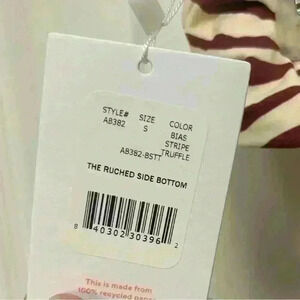 STYLE# SIZE COLOR
AB382 S BIAS
STRIPE
TRUFFLE
AB382-BSTT
THE RUCHED SIDE BOTTOM
8 40302 30396 2
This is made from
100% recycled paper